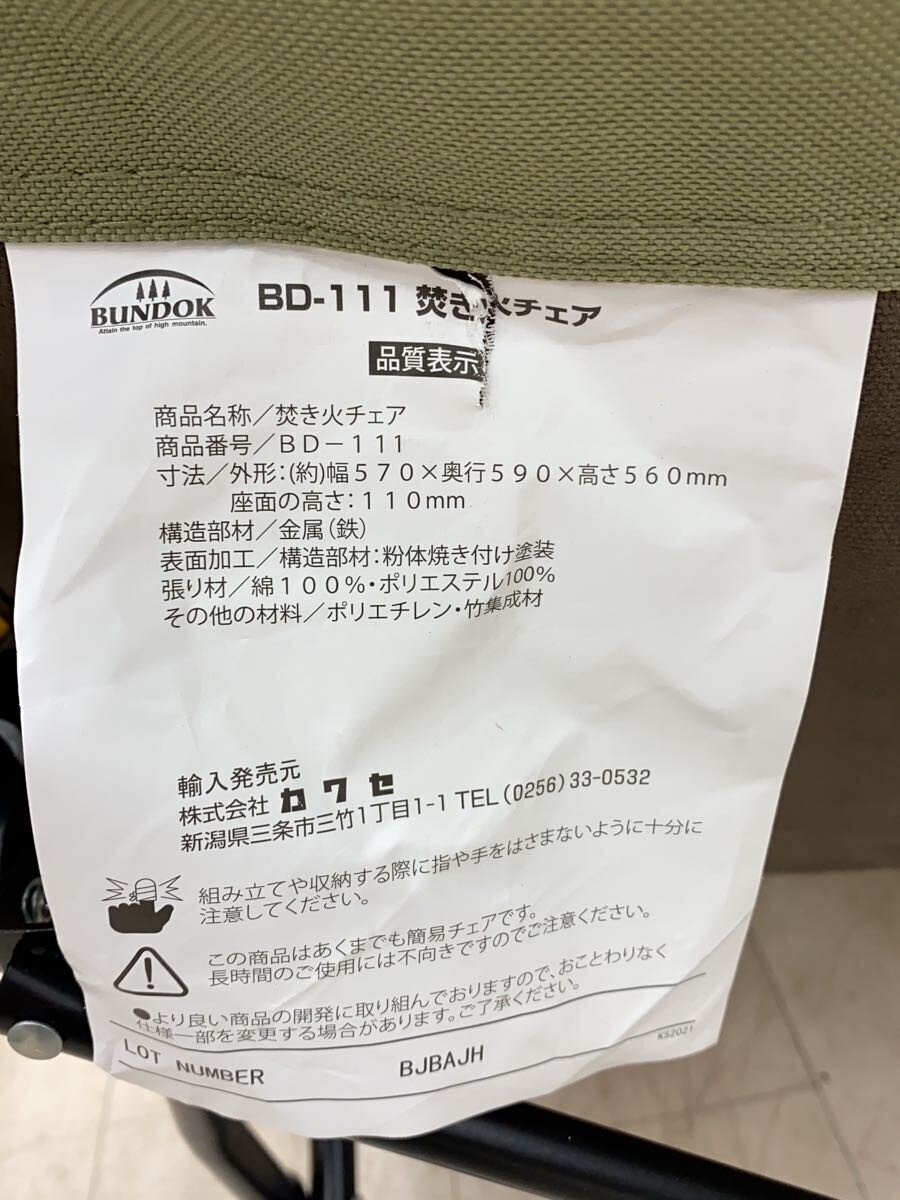 BUNDOK
Attain the top of high mountain.
BD-111 焚き火チェア
品質表示
商品名称／焚き火チェア
商品番号／ＢＤ－１１１
寸法／外形：(約)幅５７０×奥行５９０×高さ５６０mm
座面の高さ：１１０mm
構造部材／金属（鉄）
表面加工／構造部材：粉体焼き付け塗装
張り材／綿１００％・ポリエステル100％
その他の材料／ポリエチレン・竹集成材
輸入発売元
株式会社 カワセ
新潟県三条市三竹1丁目1-1 TEL(0256)33-0532
組み立てや収納する際に指や手をはさまないように十分に
注意してください。
この商品はあくまでも簡易チェアです。
長時間のご使用には不向きですのでご注意ください。
●より良い商品の開発に取り組んでおりますので、おことわりなく
仕様一部を変更する場合があります。ご了承ください。
KS2021
LOT NUMBER BJBAJH